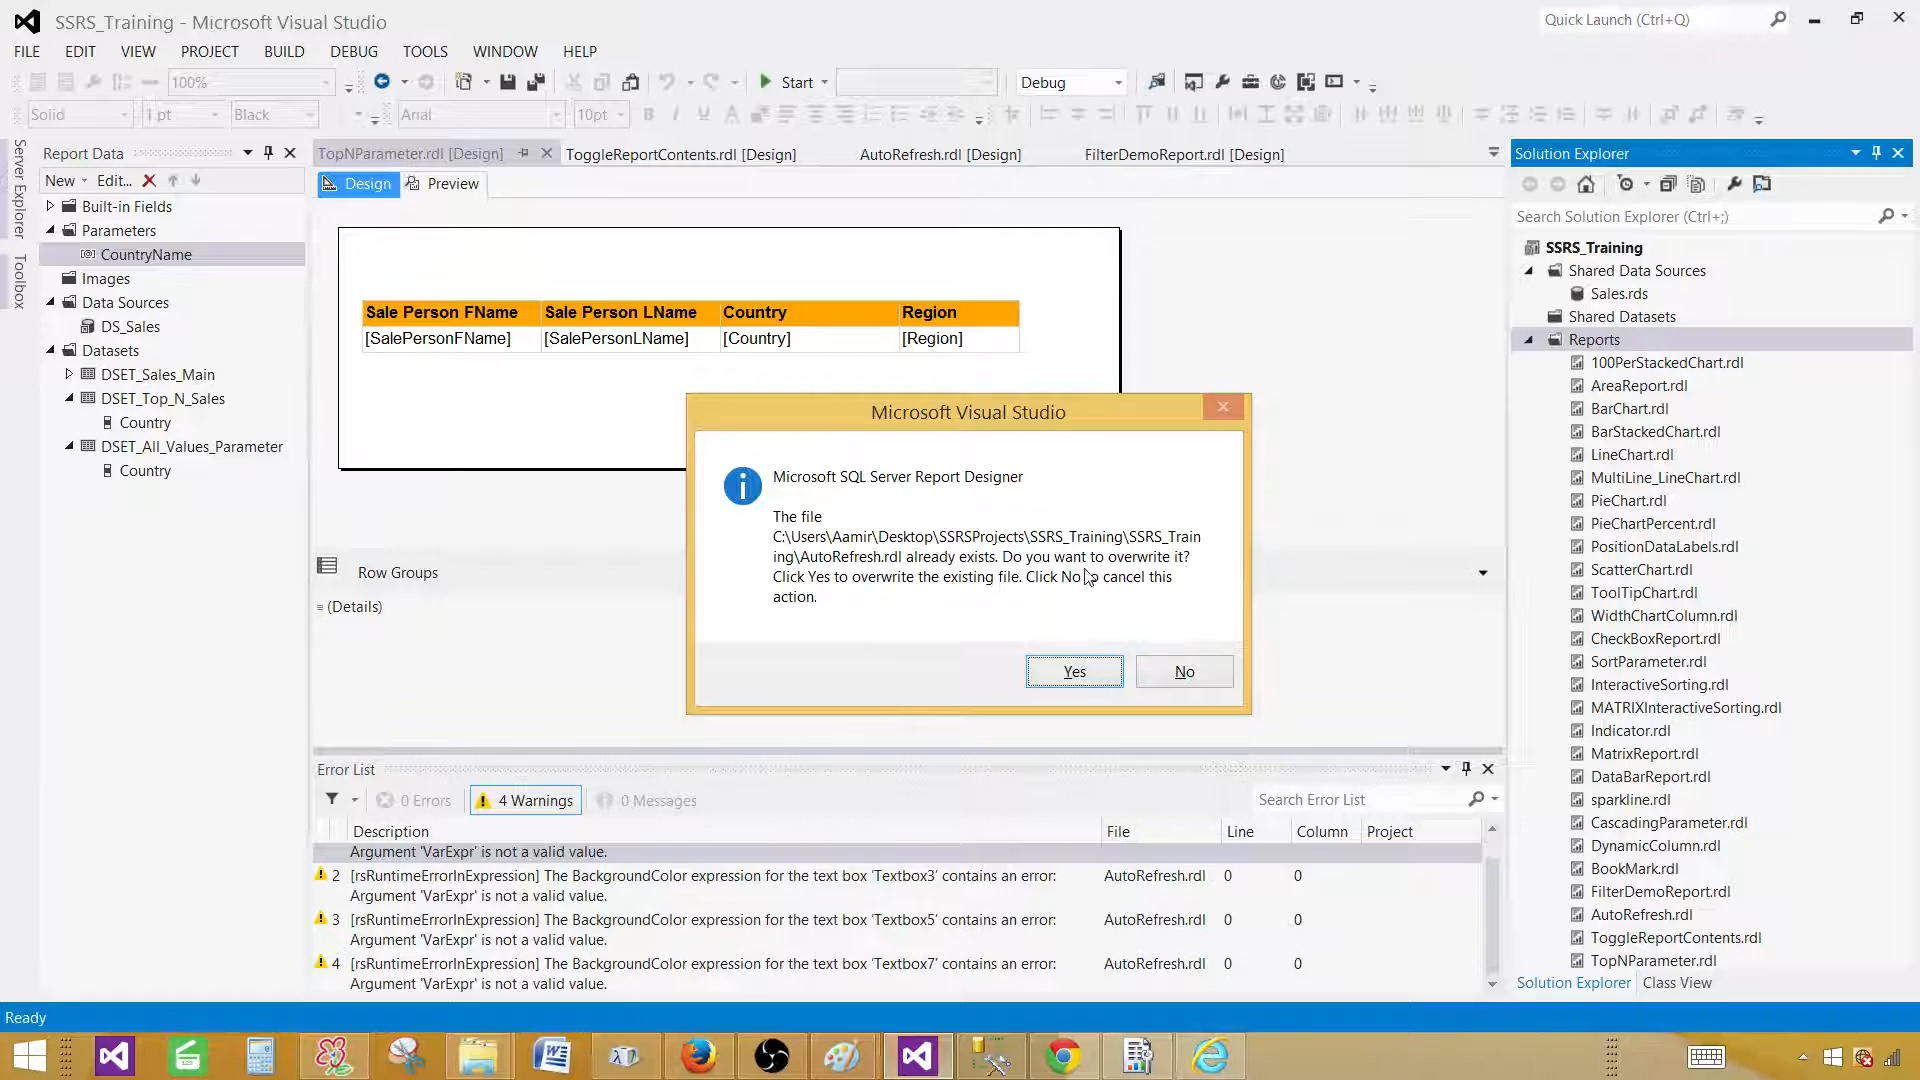 SSRS_Training - Microsoft Visual Studio
Quick Launch (Ctrl+Q)
FILE EDIT VIEW PROJECT BUILD DEBUG TOOLS WINDOW HELP
100% Start Debug
Solid 1 pt Black Arial 10pt
Server Explorer
Toolbox
Report Data
New Edit...
Built-in Fields
Parameters
CountryName
Images
Data Sources
DS_Sales
Datasets
DSET_Sales_Main
DSET_Top_N_Sales
Country
DSET_All_Values_Parameter
Country
TopNParameter.rdl [Design] ToggleReportContents.rdl [Design] AutoRefresh.rdl [Design] FilterDemoReport.rdl [Design]
Design Preview
Sale Person FName Sale Person LName Country Region
[SalePersonFName] [SalePersonLName] [Country] [Region]
Row Groups
(Details)
Microsoft Visual Studio
Microsoft SQL Server Report Designer
The file
C:\Users\Aamir\Desktop\SSRSProjects\SSRS_Training\SSRS_Train
ing\AutoRefresh.rdl already exists. Do you want to overwrite it?
Click Yes to overwrite the existing file. Click No cancel this
action.
Yes No
Error List
0 Errors 4 Warnings 0 Messages
Search Error List
Description File Line Column Project
Argument 'VarExpr' is not a valid value.
2 [rsRuntimeErrorInExpression] The BackgroundColor expression for the text box 'Textbox3' contains an error: AutoRefresh.rdl 0 0
Argument 'VarExpr' is not a valid value.
3 [rsRuntimeErrorInExpression] The BackgroundColor expression for the text box 'Textbox5' contains an error: AutoRefresh.rdl 0 0
Argument 'VarExpr' is not a valid value.
4 [rsRuntimeErrorInExpression] The BackgroundColor expression for the text box 'Textbox7' contains an error: AutoRefresh.rdl 0 0
Argument 'VarExpr' is not a valid value.
Solution Explorer
Search Solution Explorer (Ctrl+;)
SSRS_Training
Shared Data Sources
Sales.rds
Shared Datasets
Reports
100PerStackedChart.rdl
AreaReport.rdl
BarChart.rdl
BarStackedChart.rdl
LineChart.rdl
MultiLine_LineChart.rdl
PieChart.rdl
PieChartPercent.rdl
PositionDataLabels.rdl
ScatterChart.rdl
ToolTipChart.rdl
WidthChartColumn.rdl
CheckBoxReport.rdl
SortParameter.rdl
InteractiveSorting.rdl
MATRIXInteractiveSorting.rdl
Indicator.rdl
MatrixReport.rdl
DataBarReport.rdl
sparkline.rdl
CascadingParameter.rdl
DynamicColumn.rdl
BookMark.rdl
FilterDemoReport.rdl
AutoRefresh.rdl
ToggleReportContents.rdl
TopNParameter.rdl
Solution Explorer Class View
Ready